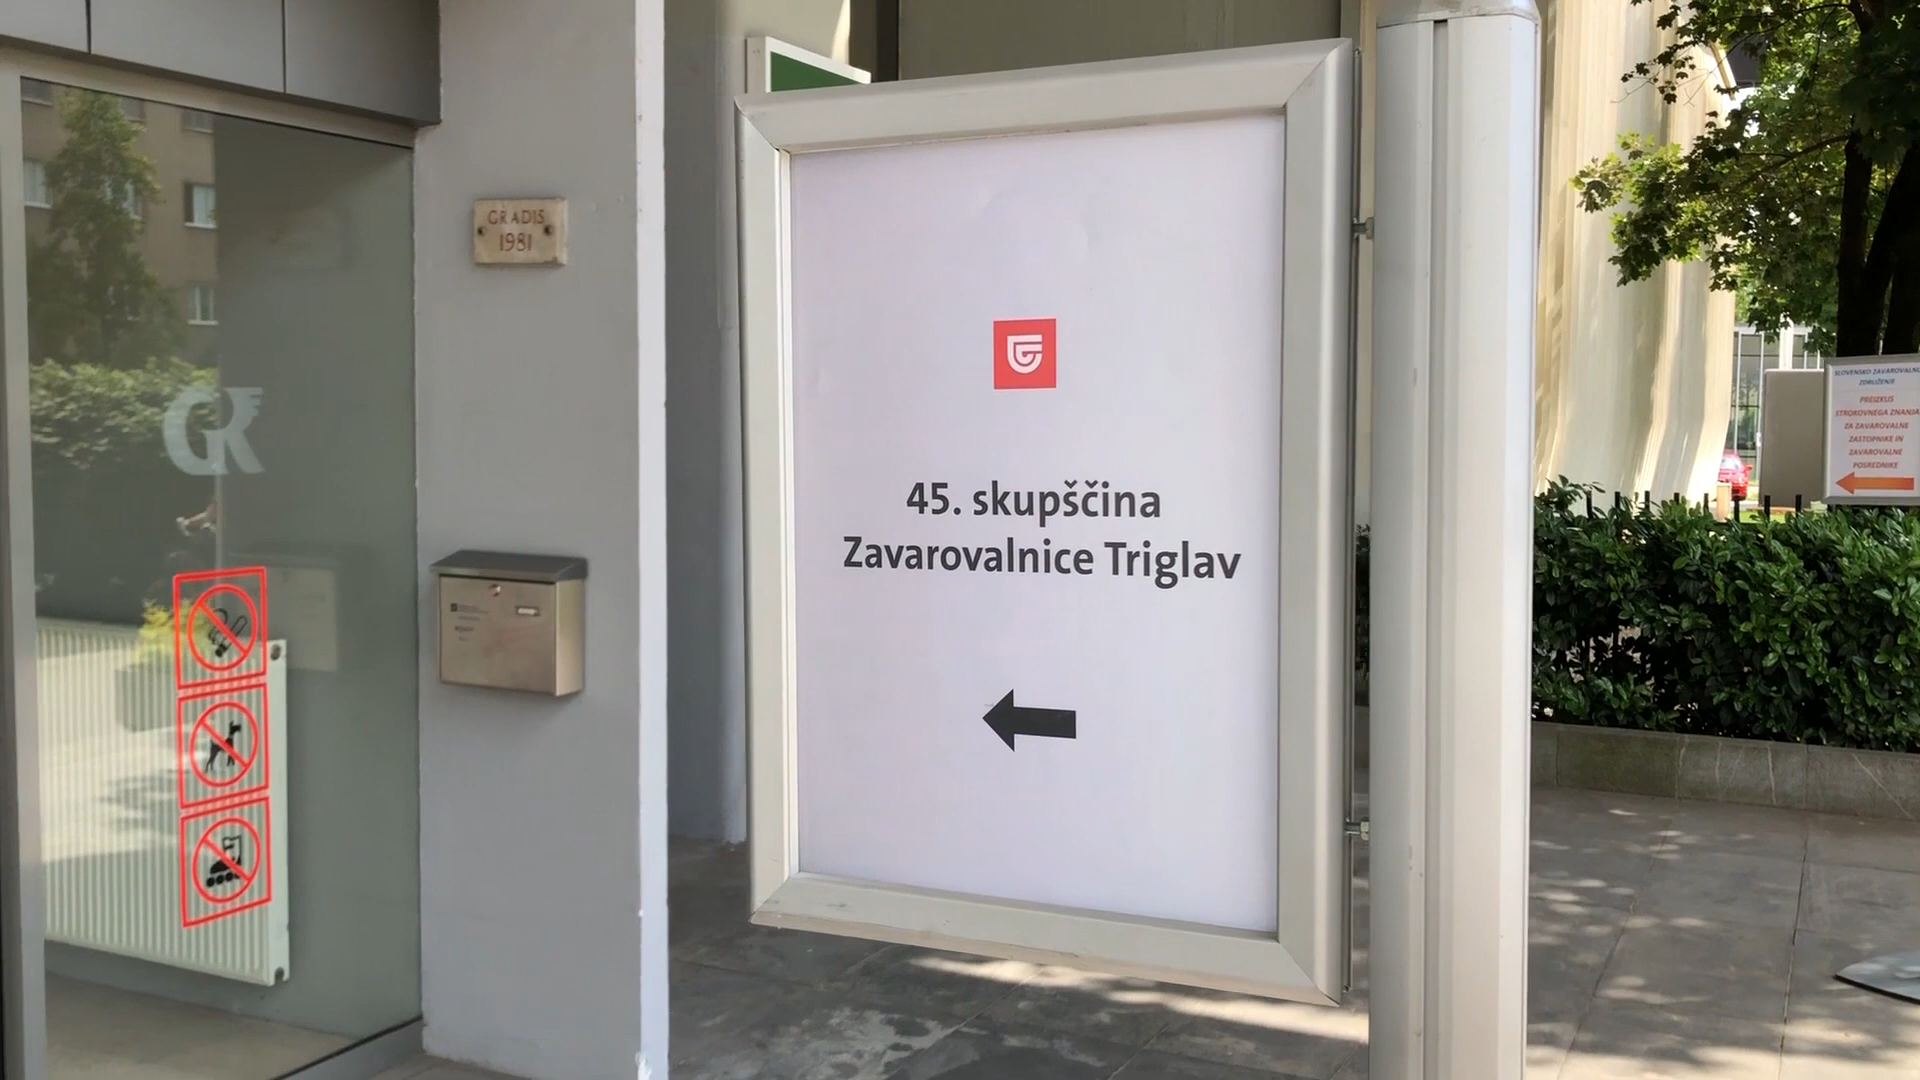 GRADIS
1981
GR
45. skupščina
Zavarovalnice Triglav
SLOVENSKO ZAVAROVALNO
ZDRUŽENJE
PREIZKUS
STROKOVNEGA ZNANJA
ZA ZAVAROVALNE
ZASTOPNIKE IN
ZAVAROVALNE
POSREDNIKE